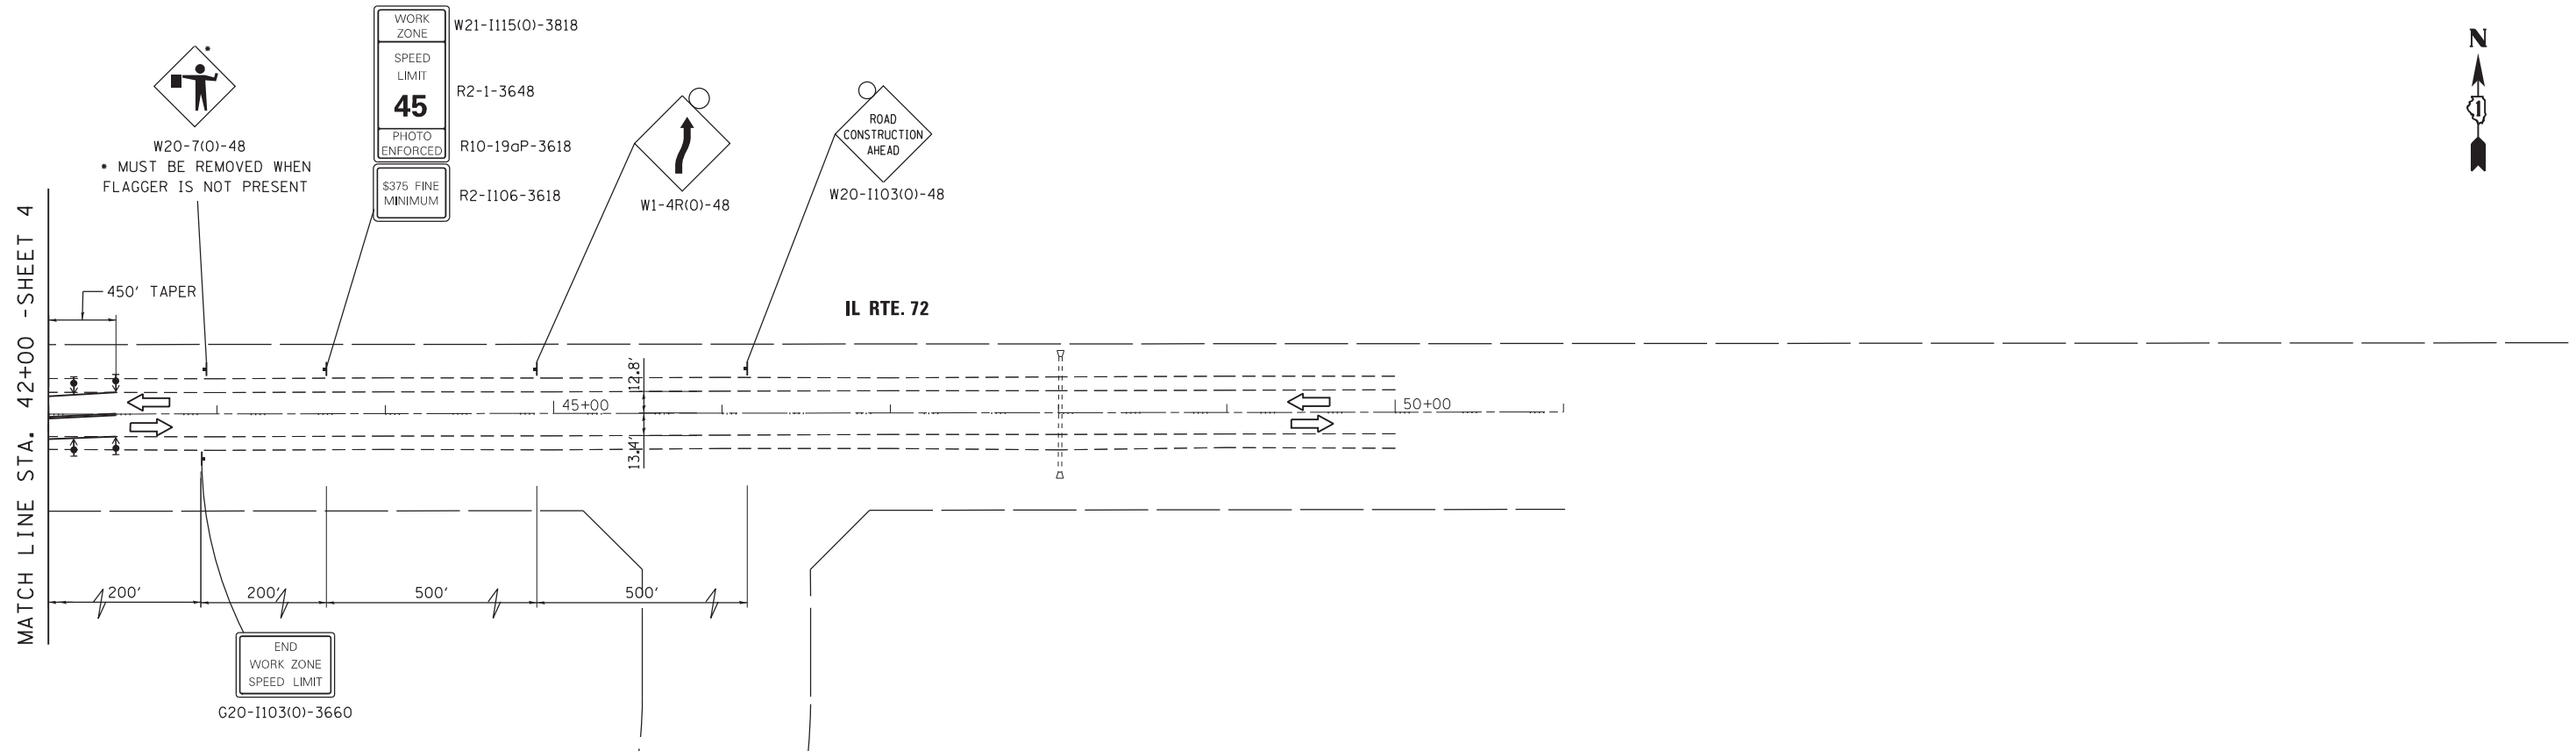 WORK
ZONE
SPEED
LIMIT
45
PHOTO
ENFORCED
$375 FINE
MINIMUM
W21-I115(O)-3818
R2-1-3648
R10-19aP-3618
R2-I106-3618
*
W20-7(O)-48
* MUST BE REMOVED WHEN
FLAGGER IS NOT PRESENT
W1-4R(O)-48
ROAD
CONSTRUCTION
AHEAD
W20-I103(O)-48
N
1
MATCH LINE STA. 42+00 -SHEET 4
450' TAPER
IL RTE. 72
12.8'
13.4'
45+00
50+00
200'
200'
500'
500'
END
WORK ZONE
SPEED LIMIT
G20-I103(O)-3660